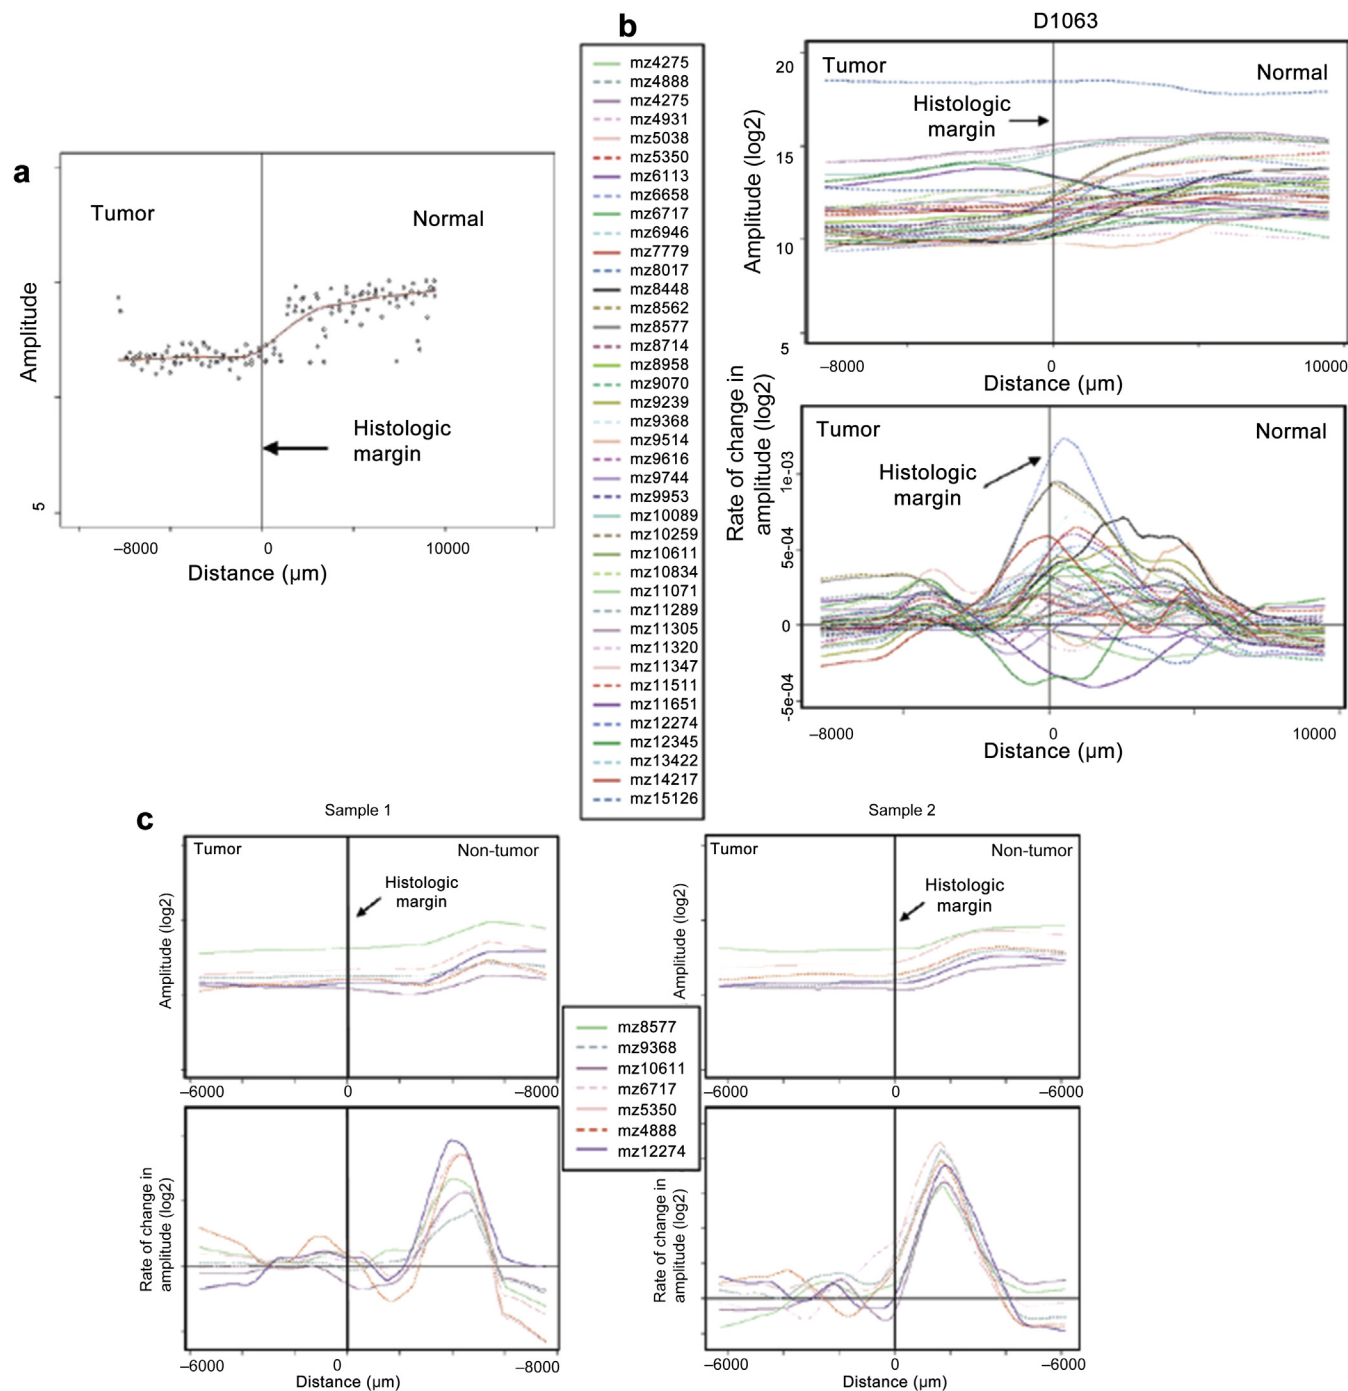 a
Tumor
Normal
Amplitude
5
Histologic
margin
–8000
0
10000
Distance (µm)
b
mz4275
mz4888
mz4275
mz4931
mz5038
mz5350
mz6113
mz6658
mz6717
mz6946
mz7779
mz8017
mz8448
mz8562
mz8577
mz8714
mz8958
mz9070
mz9239
mz9368
mz9514
mz9616
mz9744
mz9953
mz10089
mz10259
mz10611
mz10834
mz11071
mz11289
mz11305
mz11320
mz11347
mz11511
mz11651
mz12274
mz12345
mz13422
mz14217
mz15126
D1063
Tumor
Normal
Histologic
margin
Amplitude (log2)
20
15
10
5
–8000
0
10000
Distance (µm)
Tumor
Normal
Histologic
margin
Rate of change in
amplitude (log2)
1e-03
5e-04
0
-5e-04
–8000
0
10000
Distance (µm)
c
Sample 1
Tumor
Non-tumor
Histologic
margin
Amplitude (log2)
–6000
0
–8000
Rate of change in
amplitude (log2)
–6000
0
–8000
Distance (µm)
mz8577
mz9368
mz10611
mz6717
mz5350
mz4888
mz12274
Sample 2
Tumor
Non-tumor
Histologic
margin
Amplitude (log2)
–6000
0
–6000
Rate of change in
amplitude (log2)
–6000
0
–6000
Distance (µm)